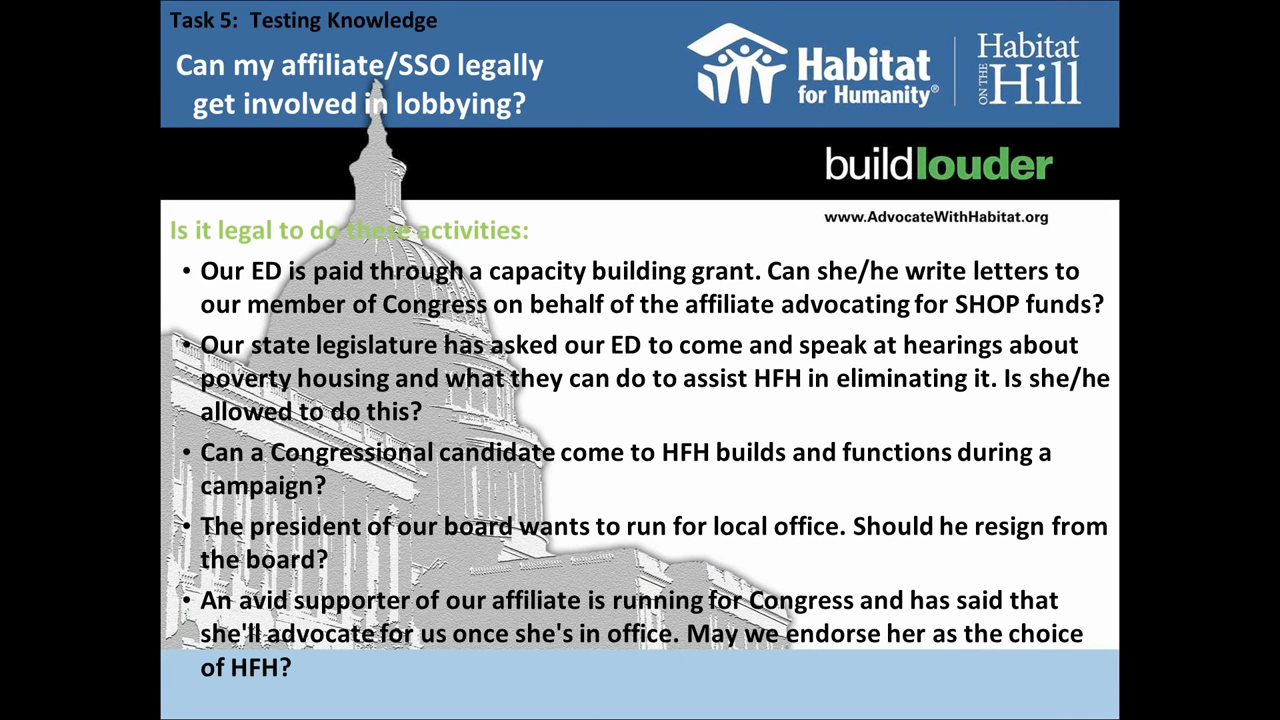 Task 5:  Testing Knowledge
Can my affiliate/SSO legally
get involved in lobbying?
Habitat
for Humanity®
Habitat
ON THE
Hill
buildlouder
www.AdvocateWithHabitat.org
Is it legal to do these activities:
• Our ED is paid through a capacity building grant. Can she/he write letters to
our member of Congress on behalf of the affiliate advocating for SHOP funds?
• Our state legislature has asked our ED to come and speak at hearings about
poverty housing and what they can do to assist HFH in eliminating it. Is she/he
allowed to do this?
• Can a Congressional candidate come to HFH builds and functions during a
campaign?
• The president of our board wants to run for local office. Should he resign from
the board?
• An avid supporter of our affiliate is running for Congress and has said that
she'll advocate for us once she's in office. May we endorse her as the choice
of HFH?